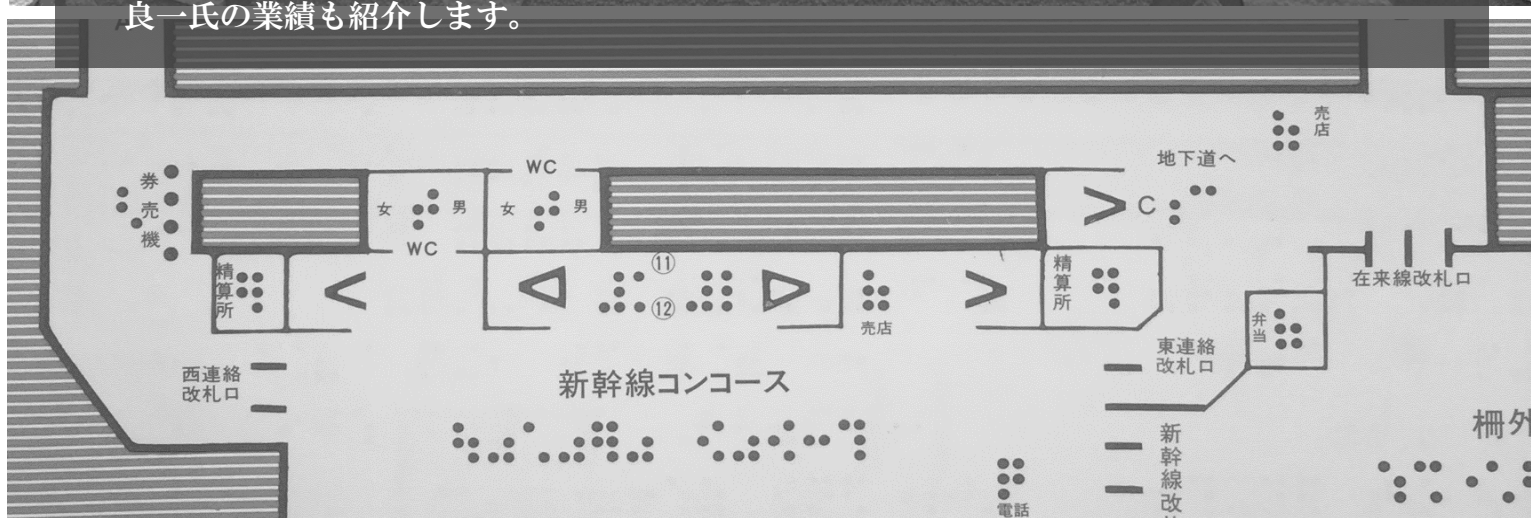 良一氏の業績も紹介します。
売店
地下道へ
WC
券売機
女
男
女
男
C
WC
⑪
精算所
精算所
在来線改札口
⑫
売店
弁当
東連絡
改札口
西連絡
改札口
新幹線コンコース
柵外
新幹線改
電話